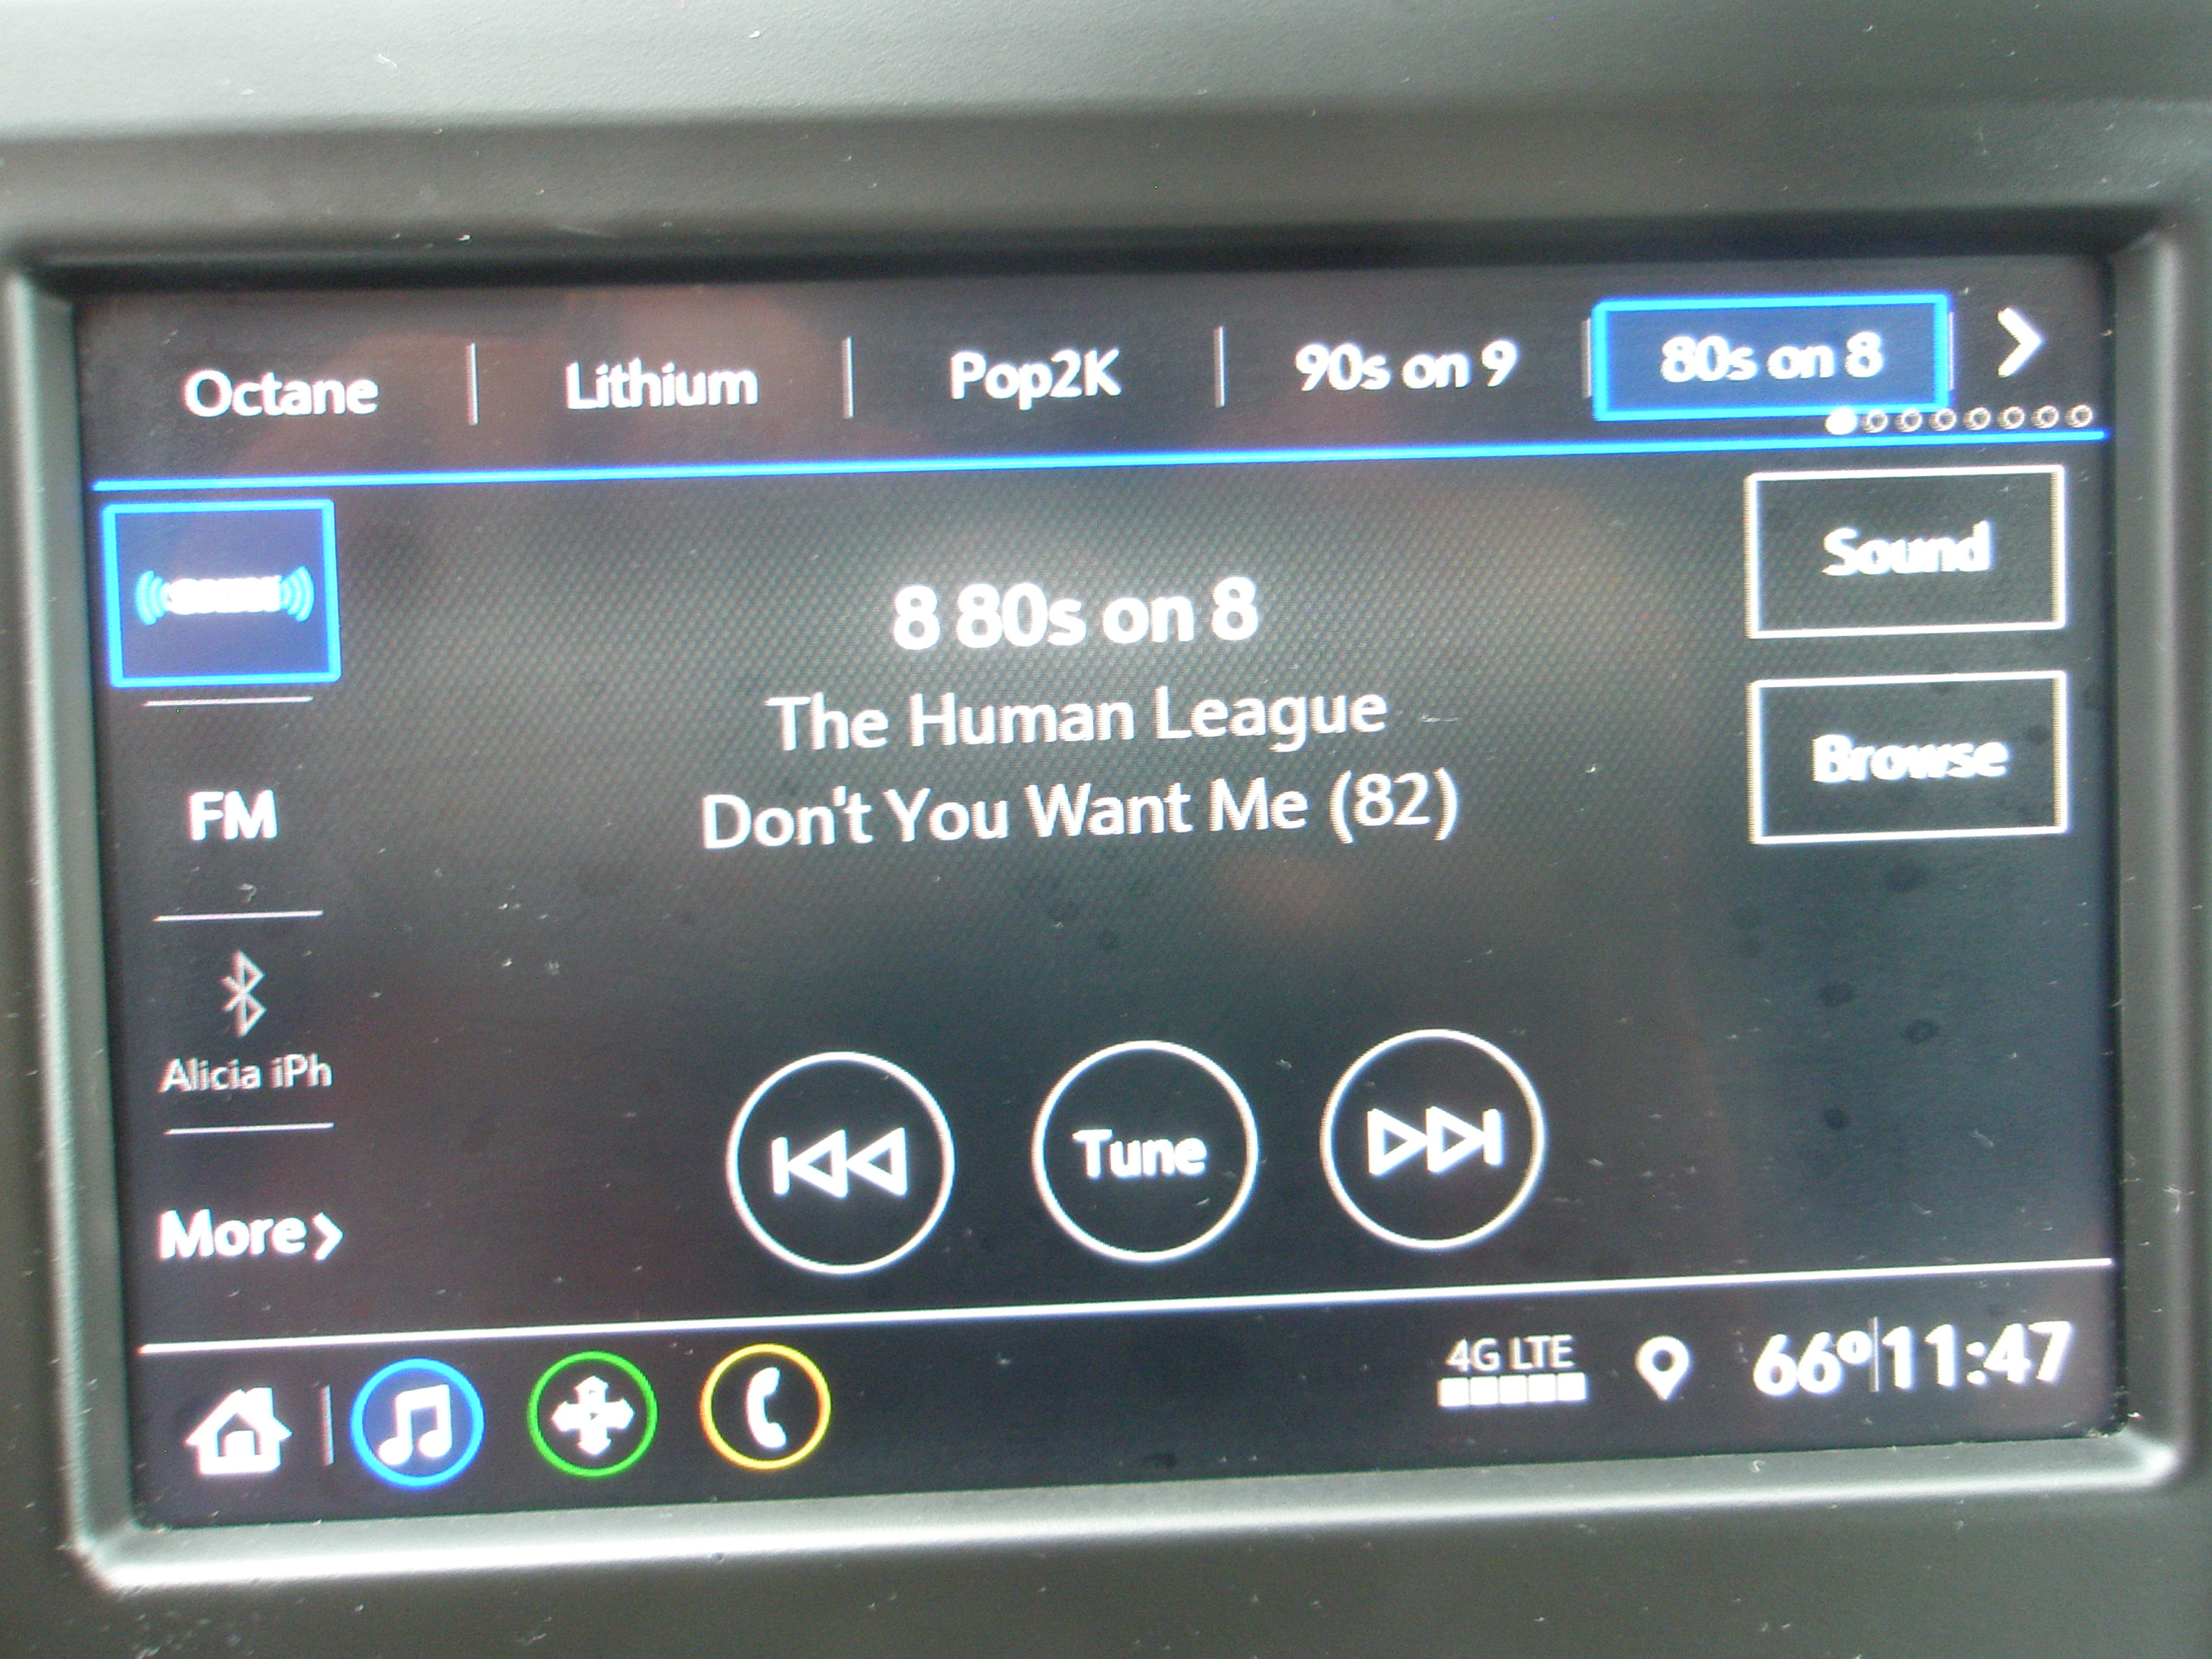 Octane
Lithium
Pop2K
90s on 9
80s on 8
8 80s on 8
The Human League
Don't You Want Me (82)
Sound
Browse
FM
Alicia iPh
More
Tune
4G LTE
66º
11:47